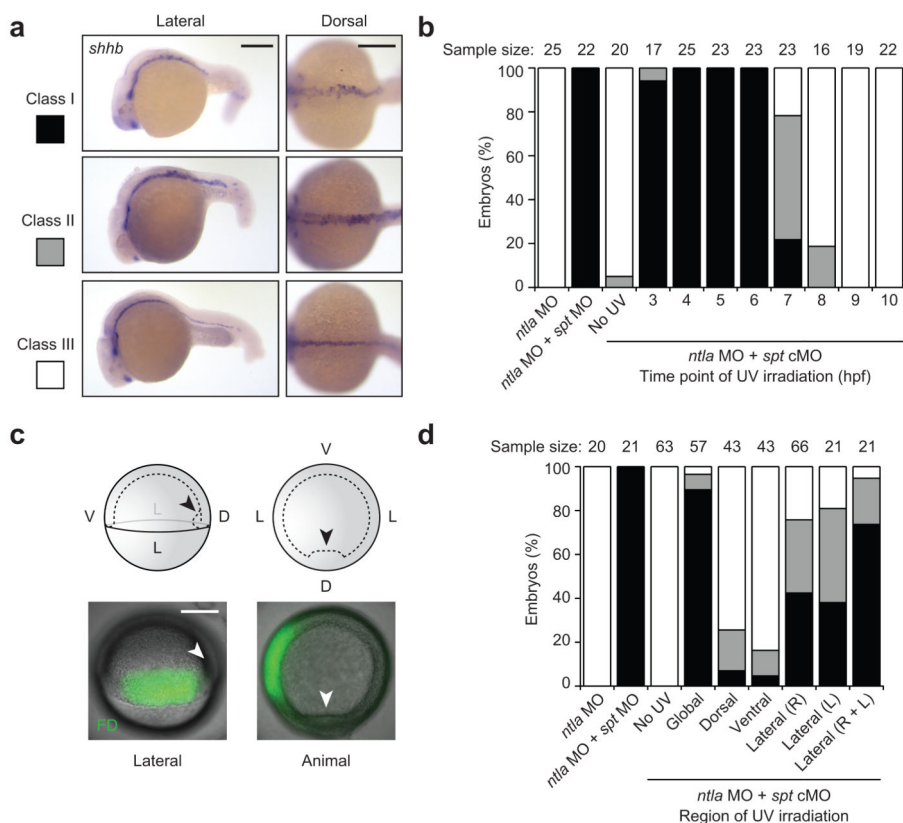 a
Lateral Dorsal
shhb
Class I
Class II
Class III
b
Sample size: 25 22 20 17 25 23 23 23 16 19 22
100
80
60
40
20
0
Embryos (%)
ntla MO
ntla MO + spt MO
No UV
3 4 5 6 7 8 9 10
ntla MO + spt cMO
Time point of UV irradiation (hpf)
c
V L D
L
V
L L
D
FD
Lateral Animal
d
Sample size: 20 21 63 57 43 43 66 21 21
100
80
60
40
20
0
Embryos (%)
ntla MO
ntla MO + spt MO
No UV
Global
Dorsal
Ventral
Lateral (R)
Lateral (L)
Lateral (R + L)
ntla MO + spt cMO
Region of UV irradiation